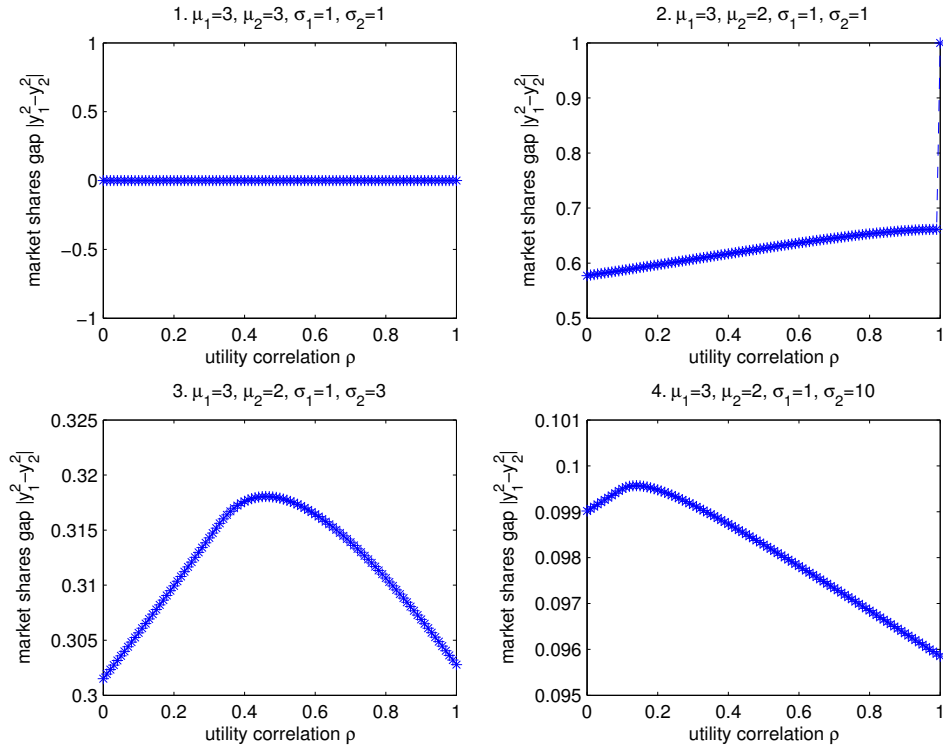 1. μ₁=3, μ₂=3, σ₁=1, σ₂=1
1
0.5
0
−0.5
−1
market shares gap |y₁²−y₂²|
0 0.2 0.4 0.6 0.8 1
utility correlation ρ
2. μ₁=3, μ₂=2, σ₁=1, σ₂=1
1
0.9
0.8
0.7
0.6
0.5
market shares gap |y₁²−y₂²|
0 0.2 0.4 0.6 0.8 1
utility correlation ρ
3. μ₁=3, μ₂=2, σ₁=1, σ₂=3
0.325
0.32
0.315
0.31
0.305
0.3
market shares gap |y₁²−y₂²|
0 0.2 0.4 0.6 0.8 1
utility correlation ρ
4. μ₁=3, μ₂=2, σ₁=1, σ₂=10
0.101
0.1
0.099
0.098
0.097
0.096
0.095
market shares gap |y₁²−y₂²|
0 0.2 0.4 0.6 0.8 1
utility correlation ρ